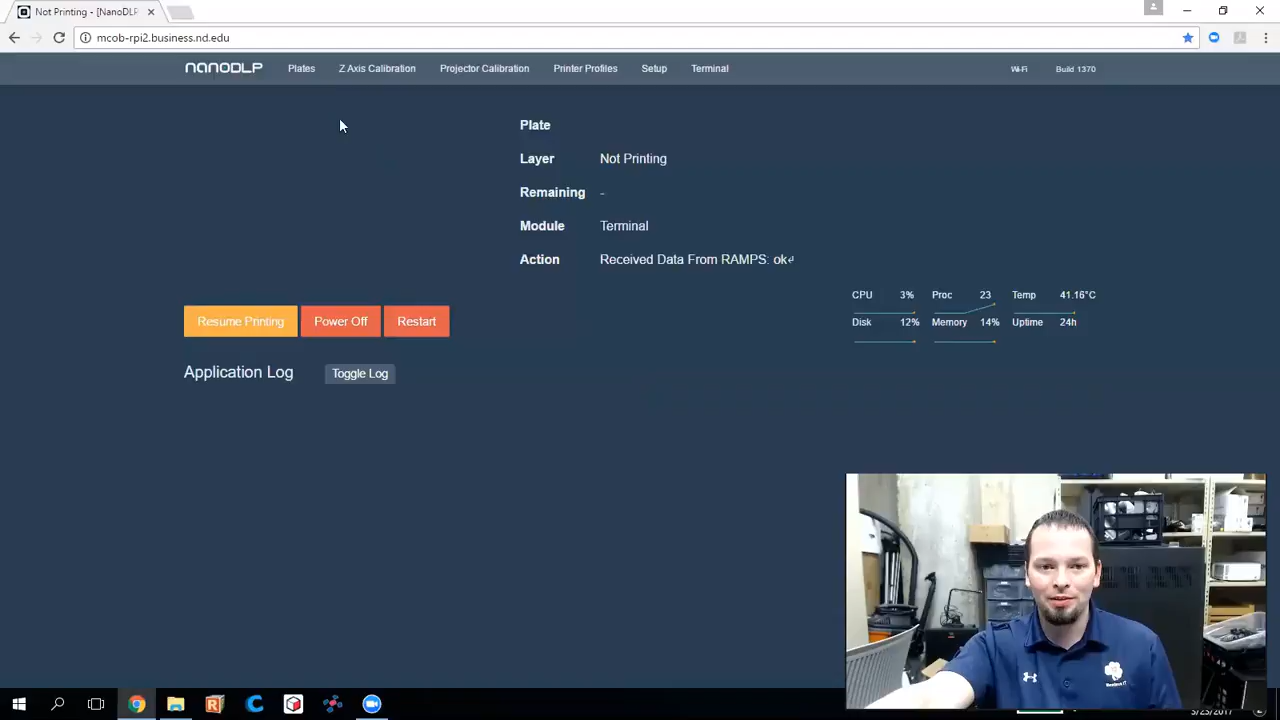 Not Printing - [NanoDLP
mcob-rpi2.business.nd.edu
nanoDLP Plates Z Axis Calibration Projector Calibration Printer Profiles Setup Terminal Wi-Fi Build 1370
Plate
Layer Not Printing
Remaining -
Module Terminal
Action Received Data From RAMPS: ok↵
CPU 3% Proc 23 Temp 41.16°C
Disk 12% Memory 14% Uptime 24h
Resume Printing Power Off Restart
Application Log Toggle Log